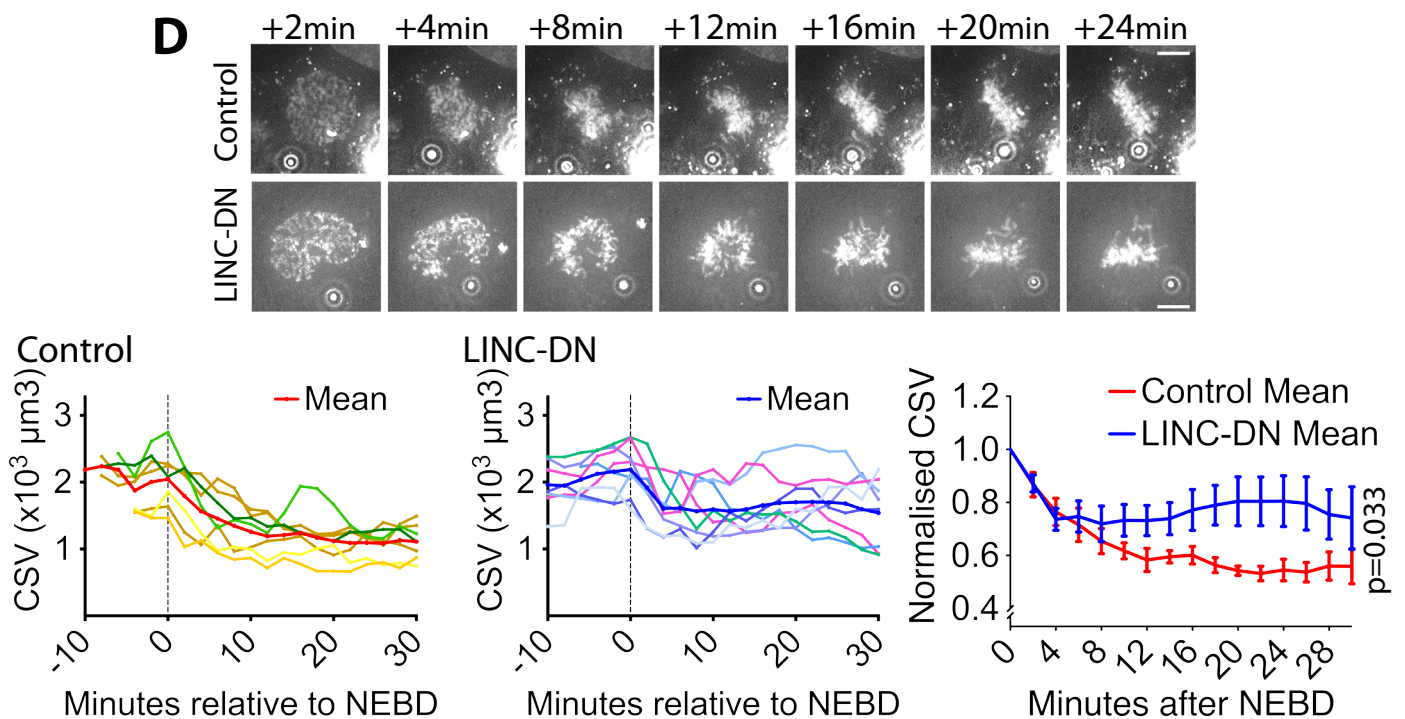 D
+2min +4min +8min +12min +16min +20min +24min
Control
LINC-DN
Control
CSV (x10³ µm3)
3
2
1
Mean
-10 0 10 20 30
Minutes relative to NEBD
LINC-DN
CSV (x10³ µm3)
3
2
1
Mean
-10 0 10 20 30
Minutes relative to NEBD
Normalised CSV
1.2
1.0
0.8
0.6
0.4
Control Mean
LINC-DN Mean
p=0.033
0 4 8 12 16 20 24 28
Minutes after NEBD